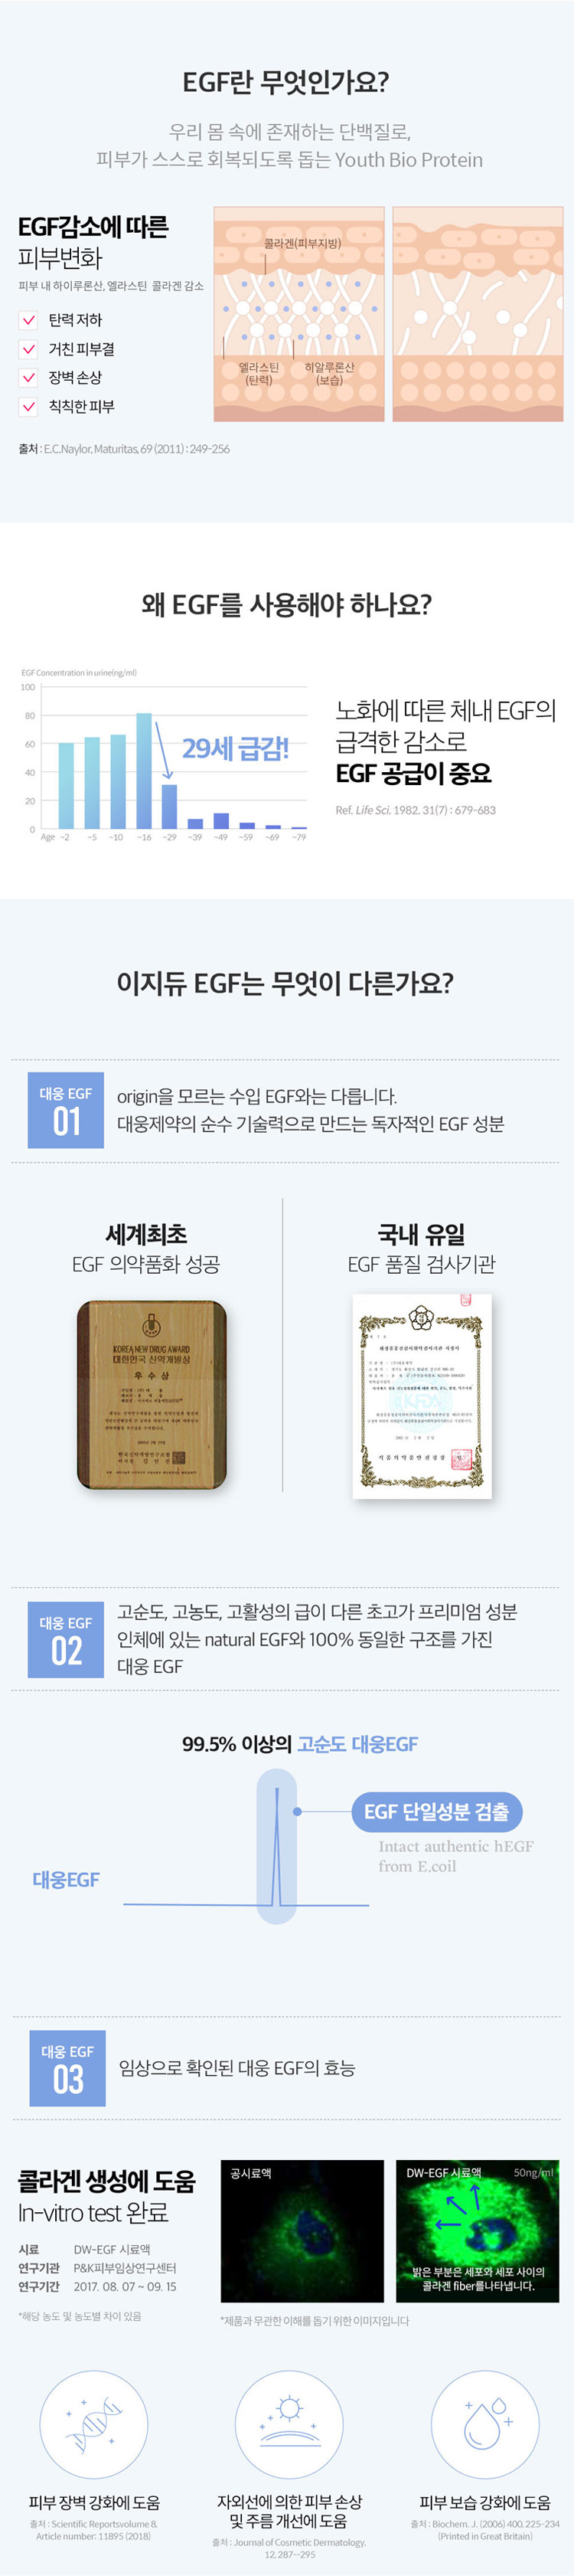 EGF란 무엇인가요?
우리 몸 속에 존재하는 단백질로,
피부가 스스로 회복되도록 돕는 Youth Bio Protein
EGF감소에 따른
피부변화
피부 내 하이루론산, 엘라스틴 콜라겐 감소
탄력 저하
거친 피부결
장벽 손상
칙칙한 피부
콜라겐(피부지방)
엘라스틴
(탄력)
히알루론산
(보습)
출처 : E.C.Naylor, Maturitas, 69 (2011) : 249-256
왜 EGF를 사용해야 하나요?
EGF Concentration in urine(ng/ml)
100
80
60
40
20
0
Age ~2 ~5 ~10 ~16 ~29 ~39 ~49 ~59 ~69 ~79
29세 급감!
노화에 따른 체내 EGF의
급격한 감소로
EGF 공급이 중요
Ref. Life Sci. 1982. 31(7) : 679-683
이지듀 EGF는 무엇이 다른가요?
대웅 EGF
01
origin을 모르는 수입 EGF와는 다릅니다.
대웅제약의 순수 기술력으로 만드는 독자적인 EGF 성분
세계최초
EGF 의약품화 성공
KOREA NEW DRUG AWARD
대한민국 신약개발상
우수상
국내 유일
EGF 품질 검사기관
KFDA
식품의약품안전청장
대웅 EGF
02
고순도, 고농도, 고활성의 급이 다른 초고가 프리미엄 성분
인체에 있는 natural EGF와 100% 동일한 구조를 가진
대웅 EGF
99.5% 이상의 고순도 대웅EGF
EGF 단일성분 검출
Intact authentic hEGF
from E.coil
대웅EGF
대웅 EGF
03
임상으로 확인된 대웅 EGF의 효능
콜라겐 생성에 도움
In-vitro test 완료
시료 DW-EGF 시료액
연구기관 P&K피부임상연구센터
연구기간 2017. 08. 07 ~ 09. 15
*해당 농도 및 농도별 차이 있음
공시료액
DW-EGF 시료액 50ng/ml
밝은 부분은 세포와 세포 사이의
콜라겐 fiber를나타냅니다.
*제품과 무관한 이해를 돕기 위한 이미지입니다
피부 장벽 강화에 도움
출처 : Scientific Reportsvolume 8,
Article number: 11895 (2018)
자외선에 의한 피부 손상
및 주름 개선에 도움
출처 : Journal of Cosmetic Dermatology,
12, 287--295
피부 보습 강화에 도움
출처 : Biochem. J. (2006) 400, 225-234
(Printed in Great Britain)